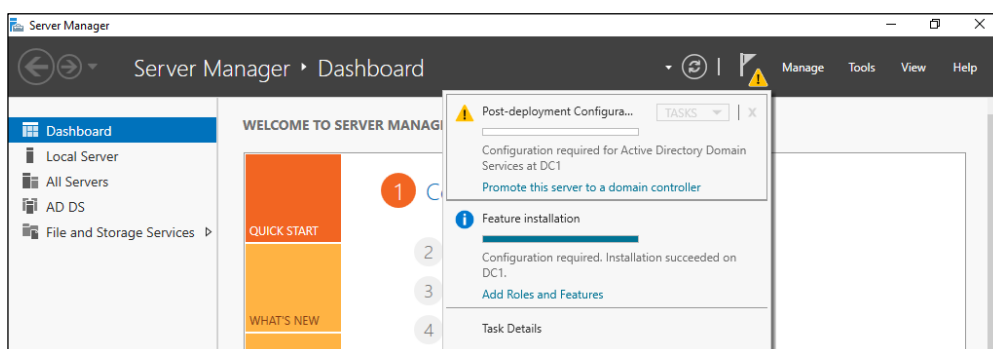 Server Manager
Server Manager • Dashboard
Manage Tools View Help
Dashboard
Local Server
All Servers
AD DS
File and Storage Services
WELCOME TO SERVER MANAG
QUICK START
WHAT'S NEW
1
2
3
4
Post-deployment Configura...
TASKS
Configuration required for Active Directory Domain
Services at DC1
Promote this server to a domain controller
Feature installation
Configuration required. Installation succeeded on
DC1.
Add Roles and Features
Task Details